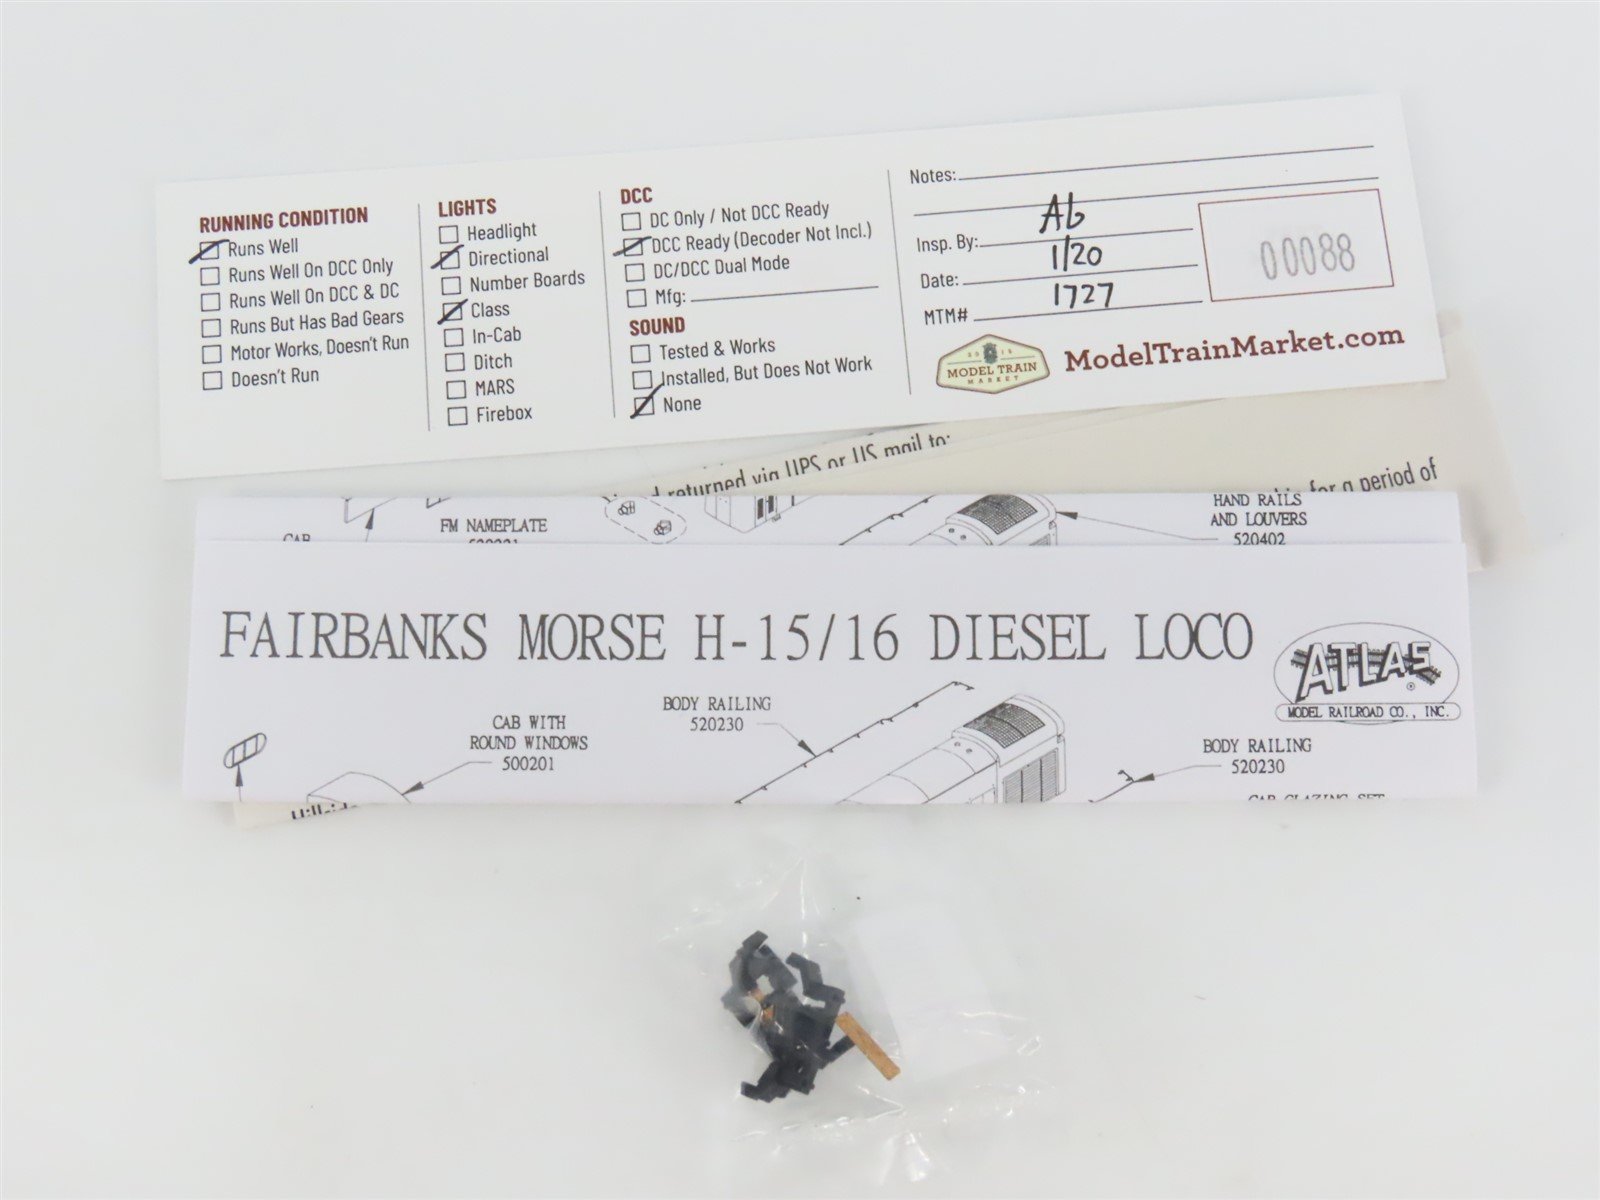 RUNNING CONDITION
Runs Well
Runs Well On DCC Only
Runs Well On DCC & DC
Runs But Has Bad Gears
Motor Works, Doesn't Run
Doesn't Run
LIGHTS
Headlight
Directional
Number Boards
Class
In-Cab
Ditch
MARS
Firebox
DCC
DC Only / Not DCC Ready
DCC Ready (Decoder Not Incl.)
DC/DCC Dual Mode
Mfg:
SOUND
Tested & Works
Installed, But Does Not Work
None
Notes:
Insp. By: Ab
Date: 1/20
MTM# 1727
00088
2015
MODEL TRAIN
MARKET
ModelTrainMarket.com
returned via UPS or US mail to:
for a period of
CAB
FM NAMEPLATE
HAND RAILS
AND LOUVERS
520402
FAIRBANKS MORSE H-15/16 DIESEL LOCO
ATLAS
®
MODEL RAILROAD CO., INC.
CAB WITH
ROUND WINDOWS
500201
BODY RAILING
520230
BODY RAILING
520230
CAB GLAZING SET